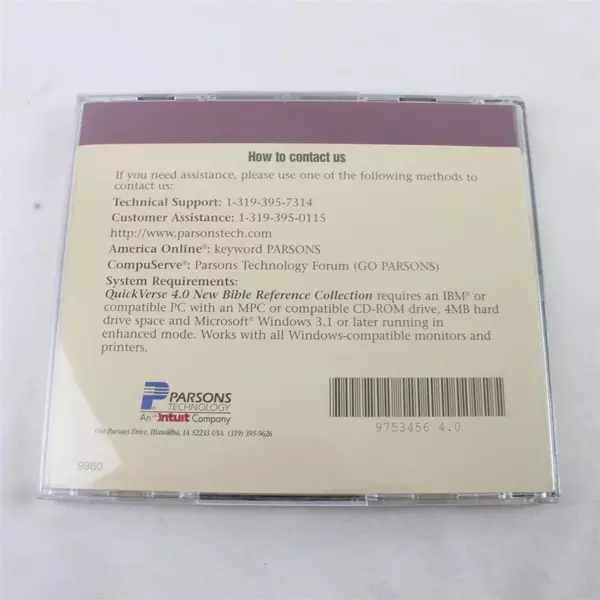 How to contact us
If you need assistance, please use one of the following methods to
contact us:
Technical Support: 1-319-395-7314
Customer Assistance: 1-319-395-0115
http://www.parsonstech.com
America Online®: keyword PARSONS
CompuServe®: Parsons Technology Forum (GO PARSONS)
System Requirements:
QuickVerse 4.0 New Bible Reference Collection requires an IBM® or
compatible PC with an MPC or compatible CD-ROM drive, 4MB hard
drive space and Microsoft® Windows 3.1 or later running in
enhanced mode. Works with all Windows-compatible monitors and
printers.
P® PARSONS
TECHNOLOGY
An Intuit Company
One Parsons Drive, Hiawatha, IA 52233 USA (319) 395-9626
9753456 4.0
9960